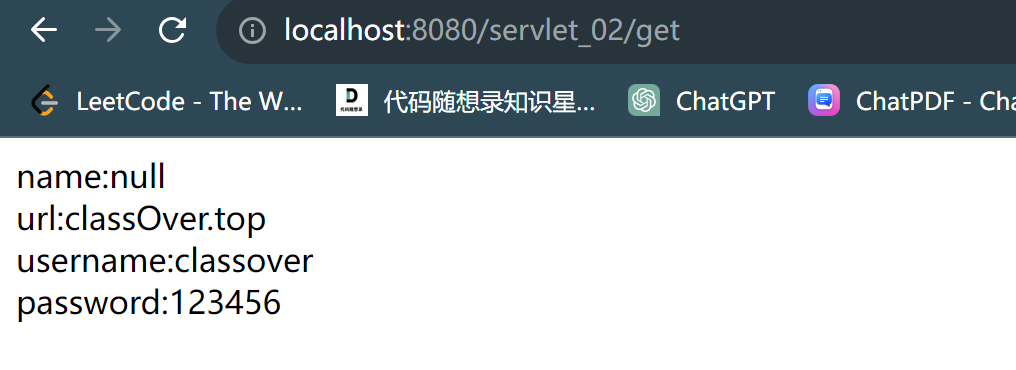 localhost:8080/servlet_02/get
LeetCode - The W... 代码随想录知识星... ChatGPT ChatPDF - Cha
name:null
url:classOver.top
username:classover
password:123456